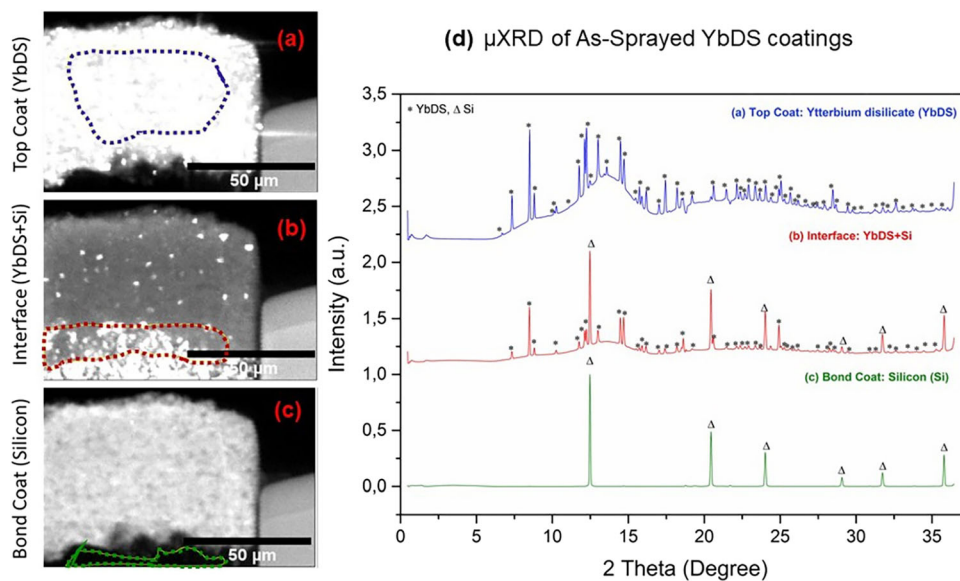 Top Coat (YbDS)
(a)
50 µm
Interface (YbDS+Si)
(b)
50 µm
Bond Coat (Silicon)
(c)
50 µm
(d) µXRD of As-Sprayed YbDS coatings
* YbDS, Δ Si
(a) Top Coat: Ytterbium disilicate (YbDS)
(b) Interface: YbDS+Si
(c) Bond Coat: Silicon (Si)
Δ Δ Δ Δ Δ Δ
Δ Δ Δ Δ Δ Δ
Intensity (a.u.)
3,5
3,0
2,5
2,0
1,5
1,0
0,5
0,0
0 5 10 15 20 25 30 35
2 Theta (Degree)